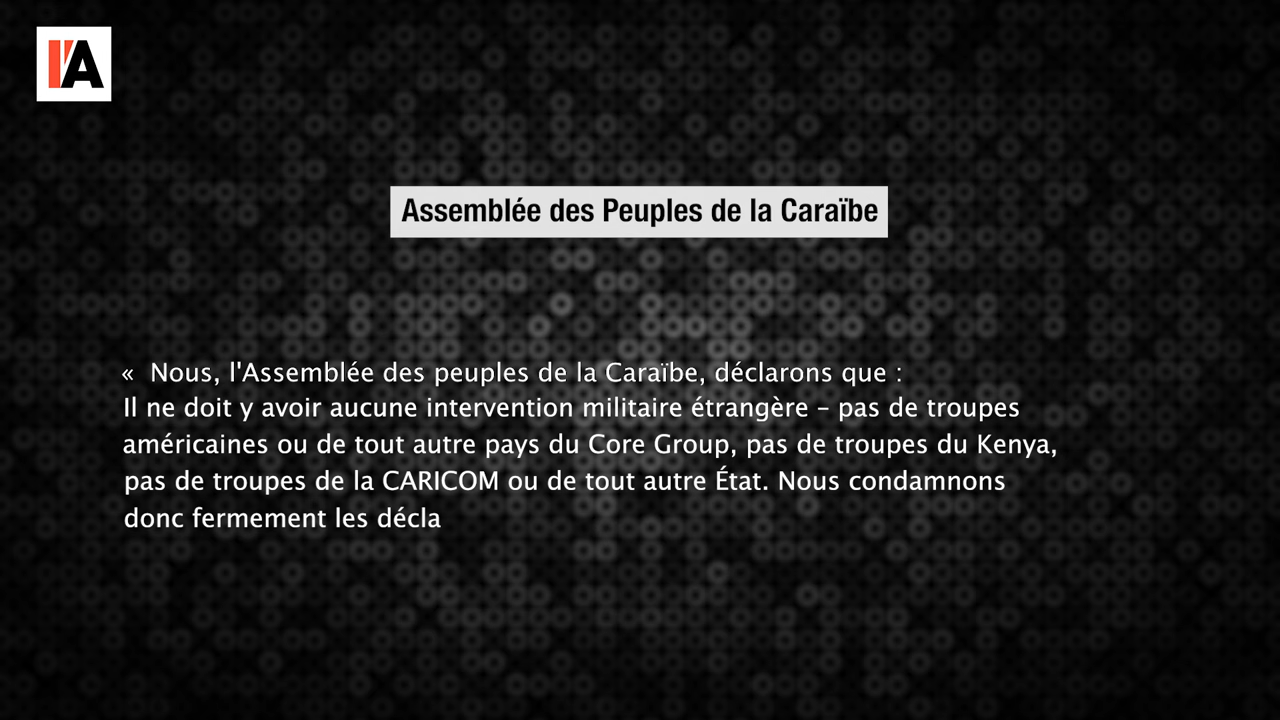 l'A
Assemblée des Peuples de la Caraïbe
« Nous, l'Assemblée des peuples de la Caraïbe, déclarons que :
Il ne doit y avoir aucune intervention militaire étrangère – pas de troupes
américaines ou de tout autre pays du Core Group, pas de troupes du Kenya,
pas de troupes de la CARICOM ou de tout autre État. Nous condamnons
donc fermement les décla